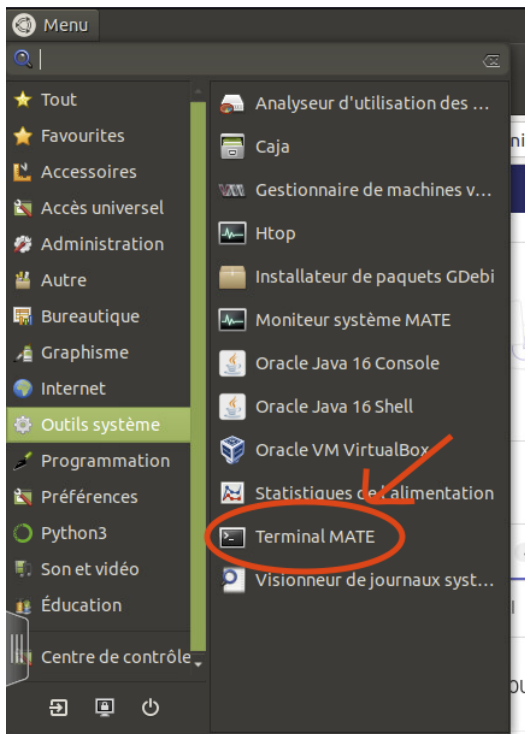 Menu
Tout
Favourites
Accessoires
Accès universel
Administration
Autre
Bureautique
Graphisme
Internet
Outils système
Programmation
Préférences
Python3
Son et vidéo
Éducation
Centre de contrôle
Analyseur d'utilisation des ...
Caja
Gestionnaire de machines v...
Htop
Installateur de paquets GDebi
Moniteur système MATE
Oracle Java 16 Console
Oracle Java 16 Shell
Oracle VM VirtualBox
Statistiques de l'alimentation
Terminal MATE
Visionneur de journaux syst...